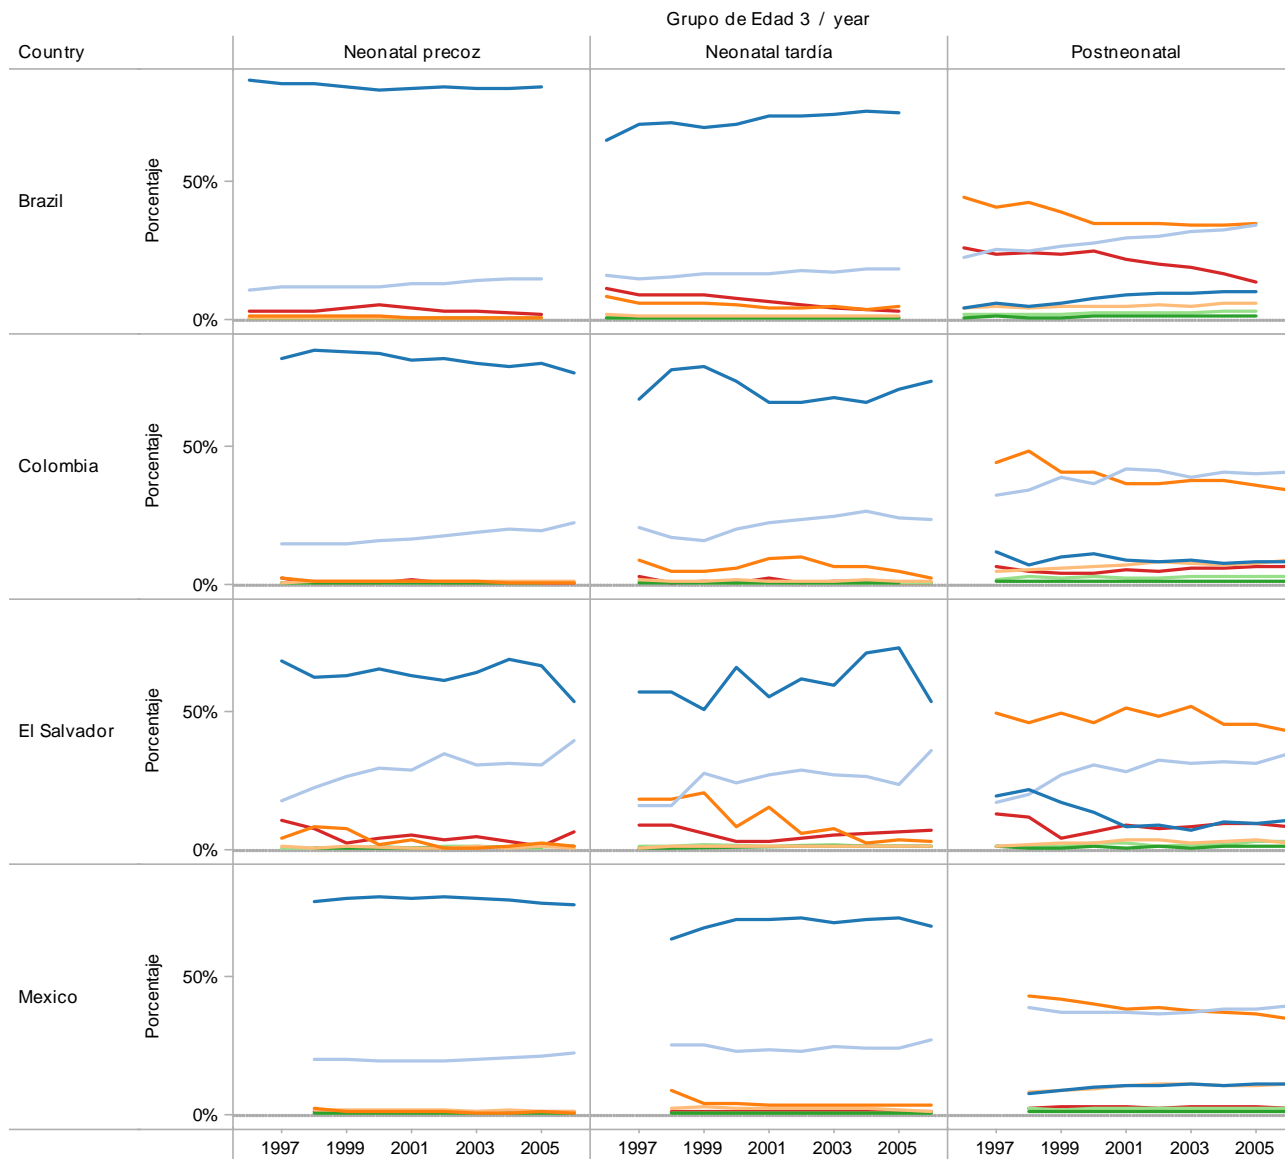 Grupo de Edad 3 / year
Country Neonatal precoz Neonatal tardía Postneonatal
Brazil Porcentaje 50% 0%
Colombia Porcentaje 50% 0%
El Salvador Porcentaje 50% 0%
Mexico Porcentaje 50% 0%
1997 1999 2001 2003 2005 1997 1999 2001 2003 2005 1997 1999 2001 2003 2005